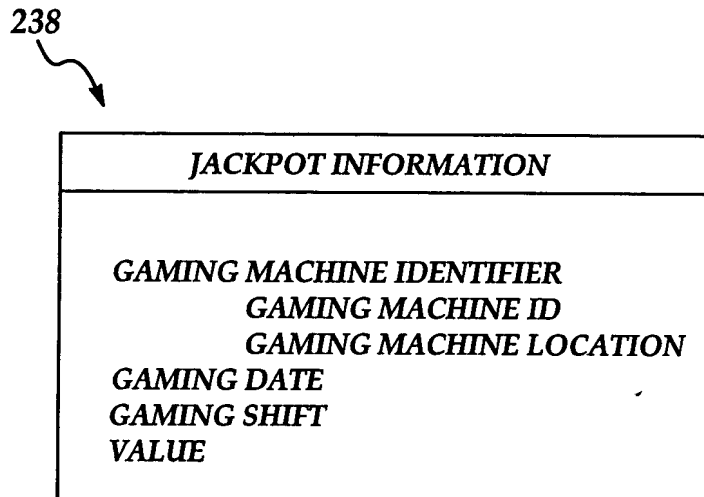 238
JACKPOT INFORMATION
GAMING MACHINE IDENTIFIER
GAMING MACHINE ID
GAMING MACHINE LOCATION
GAMING DATE
GAMING SHIFT
VALUE